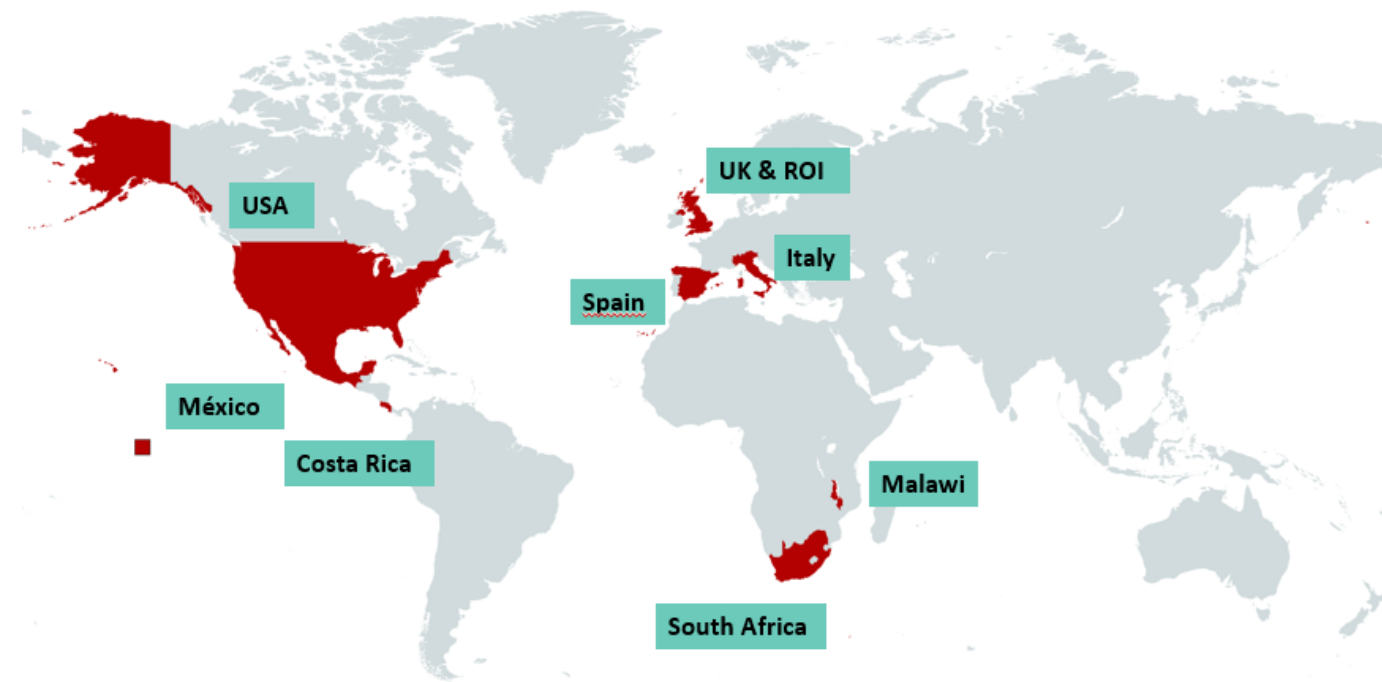 UK & ROI
USA
Italy
Spain
México
Costa Rica
Malawi
South Africa